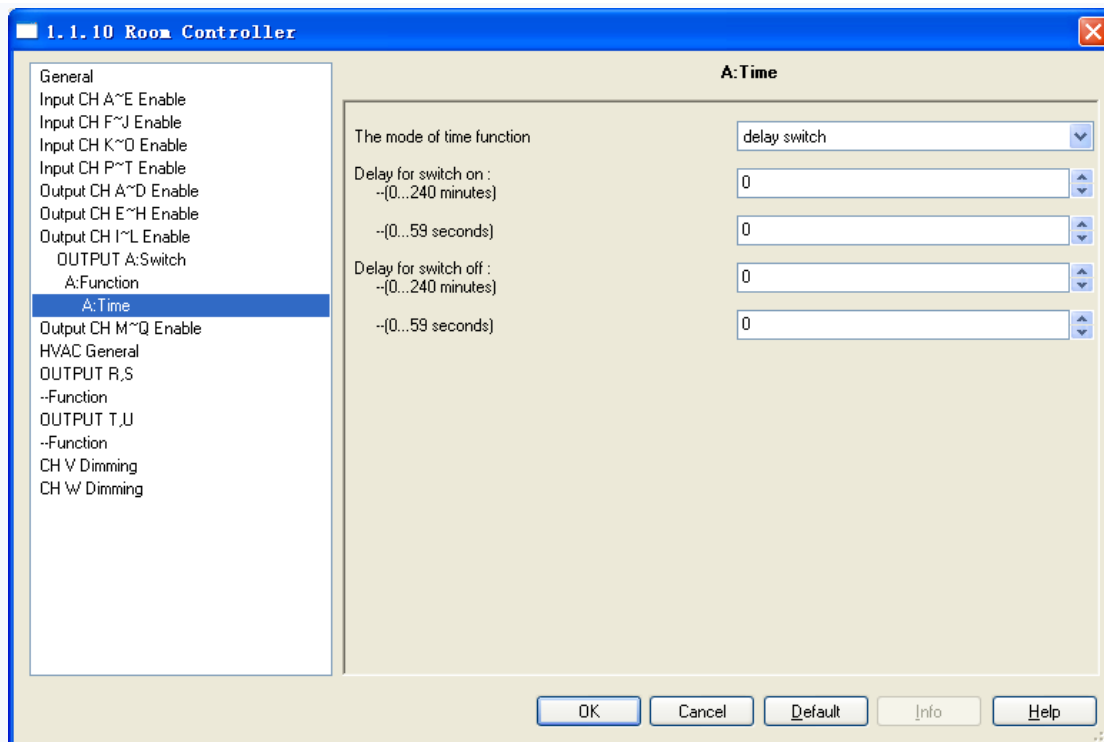 1.1.10 Room Controller
General
Input CH A~E Enable
Input CH F~J Enable
Input CH K~O Enable
Input CH P~T Enable
Output CH A~D Enable
Output CH E~H Enable
Output CH I~L Enable
OUTPUT A:Switch
A:Function
A:Time
Output CH M~Q Enable
HVAC General
OUTPUT R,S
--Function
OUTPUT T,U
--Function
CH V Dimming
CH W Dimming
A:Time
The mode of time function delay switch
Delay for switch on :
--(0...240 minutes) 0
--(0...59 seconds) 0
Delay for switch off :
--(0...240 minutes) 0
--(0...59 seconds) 0
OK Cancel Default Info Help